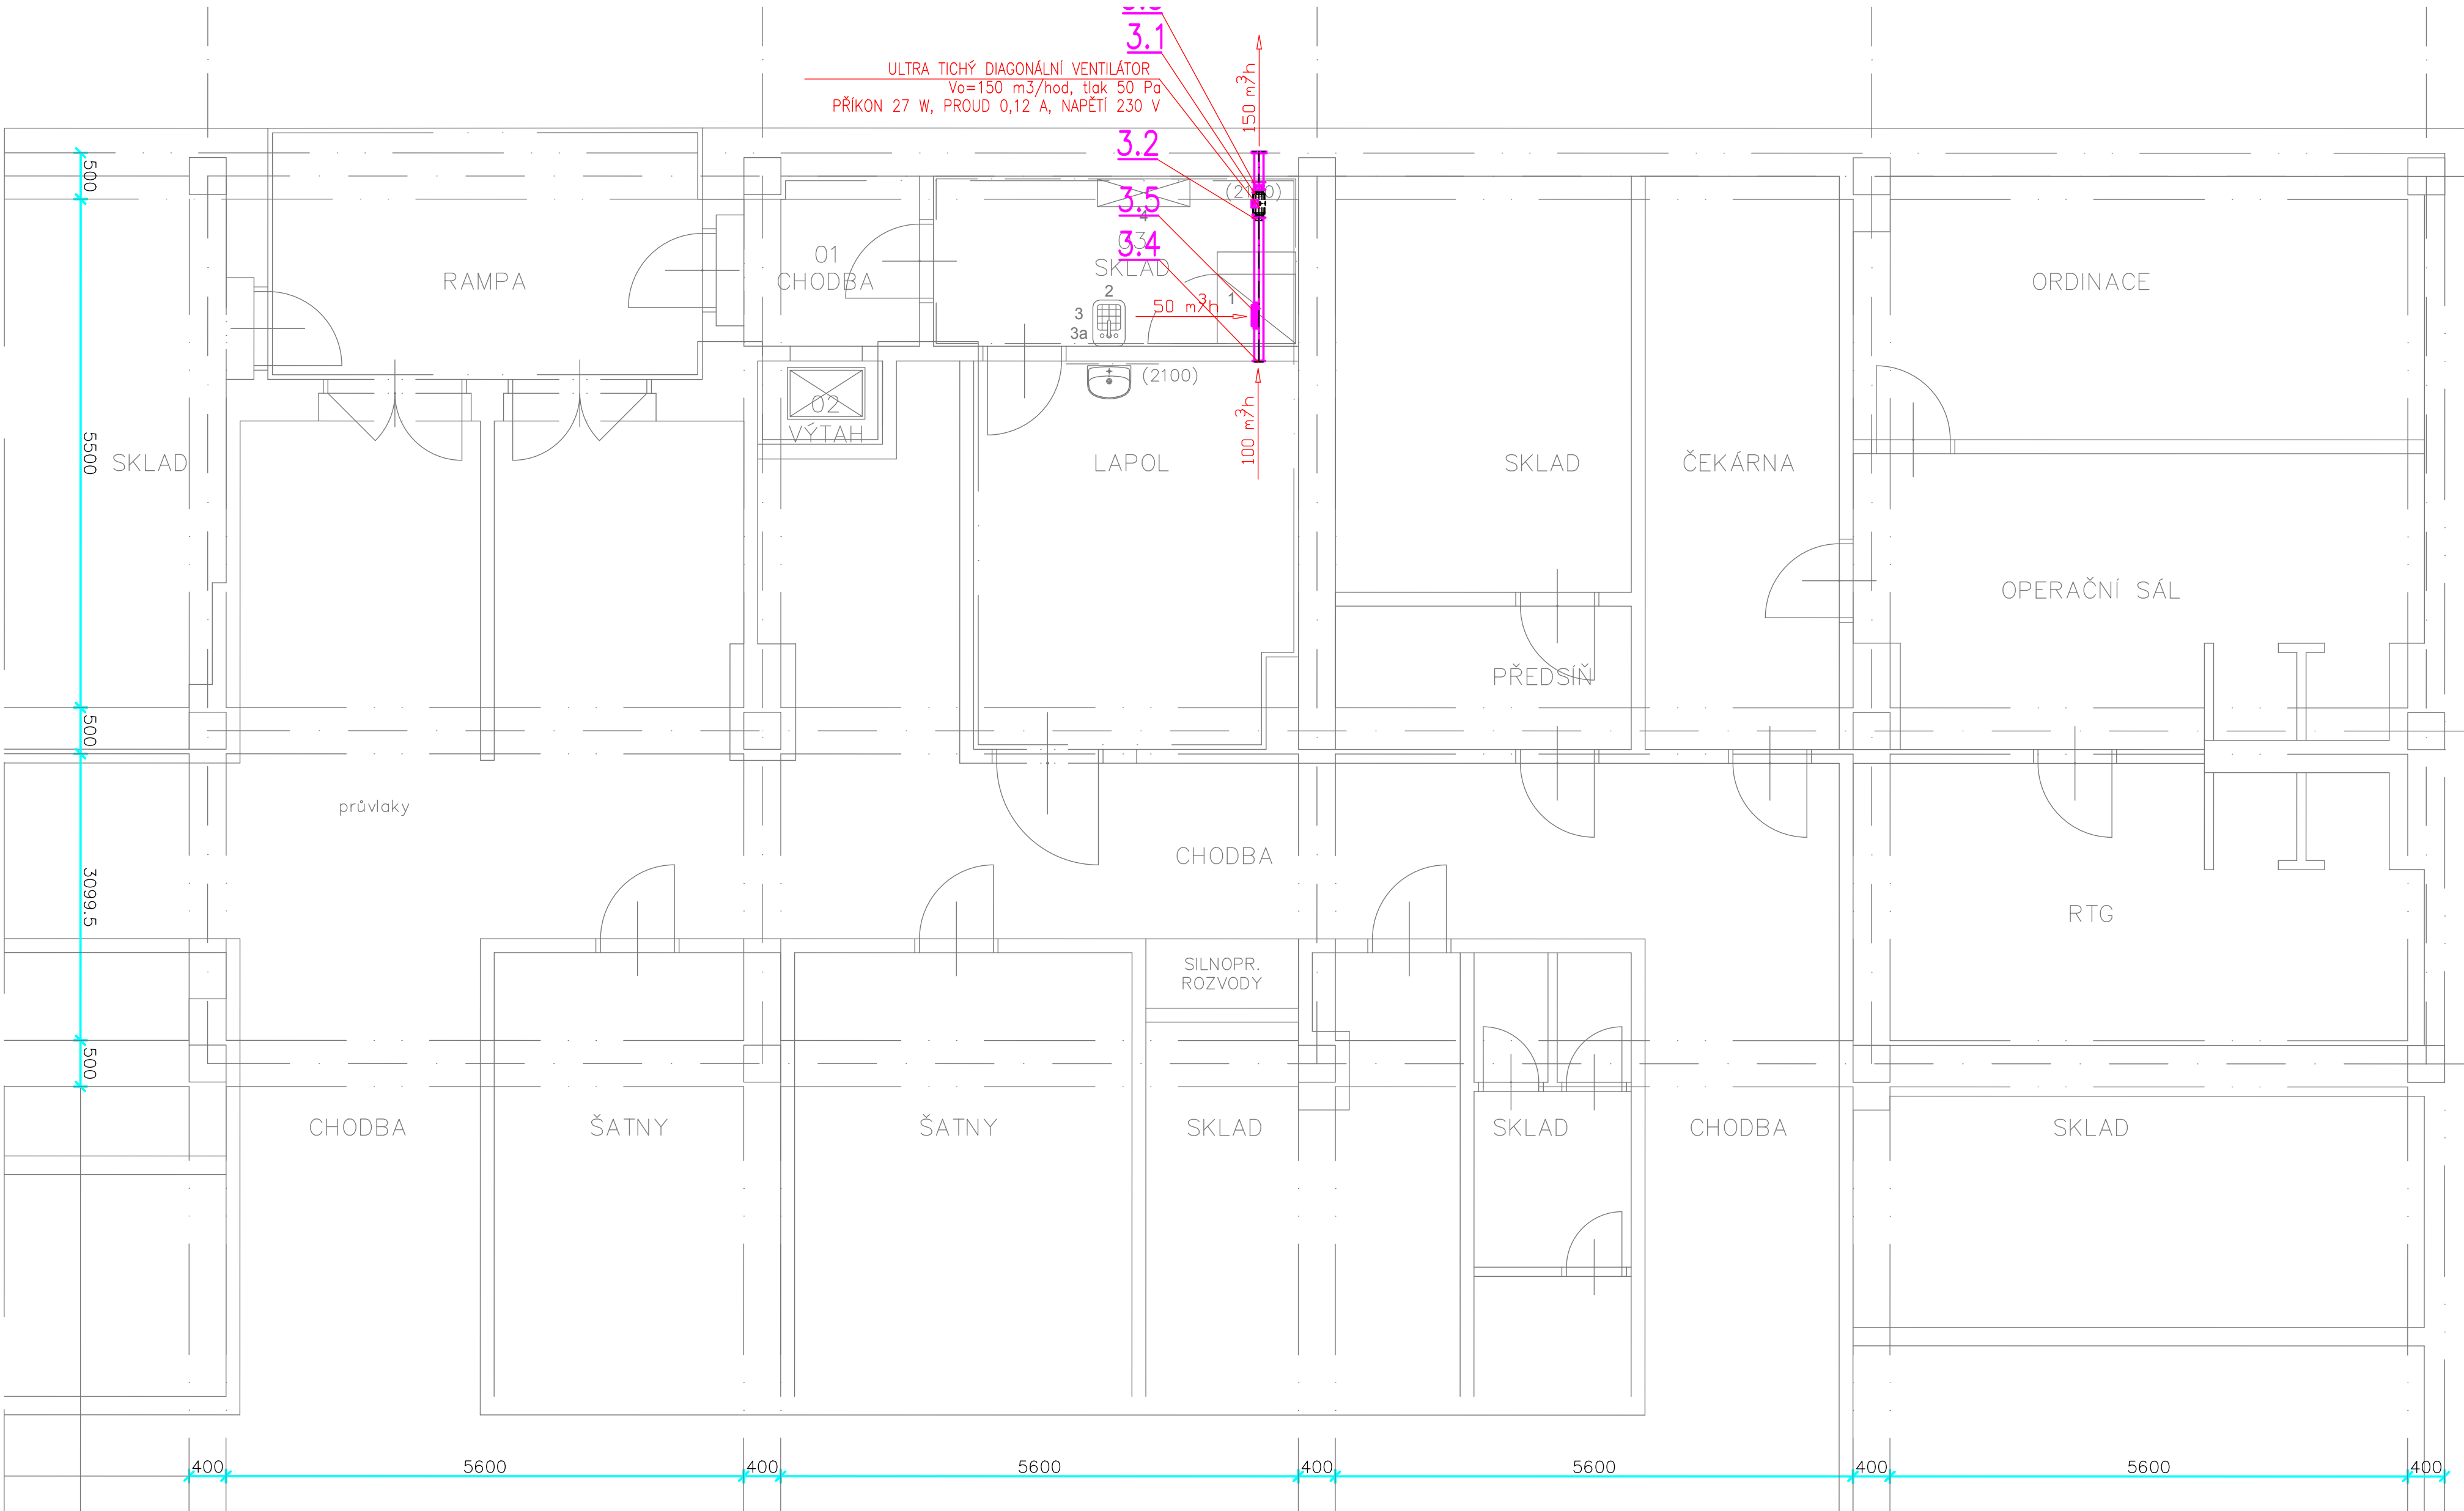 3.1
ULTRA TICHÝ DIAGONÁLNÍ VENTILÁTOR
Vo=150 m3/hod, tlak 50 Pa
PŘÍKON 27 W, PROUD 0,12 A, NAPĚTÍ 230 V
150 m³/h
3.2
500
3.5
4
01
CHODBA
03
3.4
SKLAD
RAMPA
ORDINACE
2
1
3
3a
50 m³/h
(2100)
02
VÝTAH
100 m³/h
5500
SKLAD
LAPOL
SKLAD
ČEKÁRNA
OPERAČNÍ SÁL
PŘEDSÍŇ
500
průvlaky
CHODBA
3099.5
RTG
SILNOPR.
ROZVODY
500
CHODBA
ŠATNY
ŠATNY
SKLAD
SKLAD
CHODBA
SKLAD
400
5600
400
5600
400
5600
400
5600
400